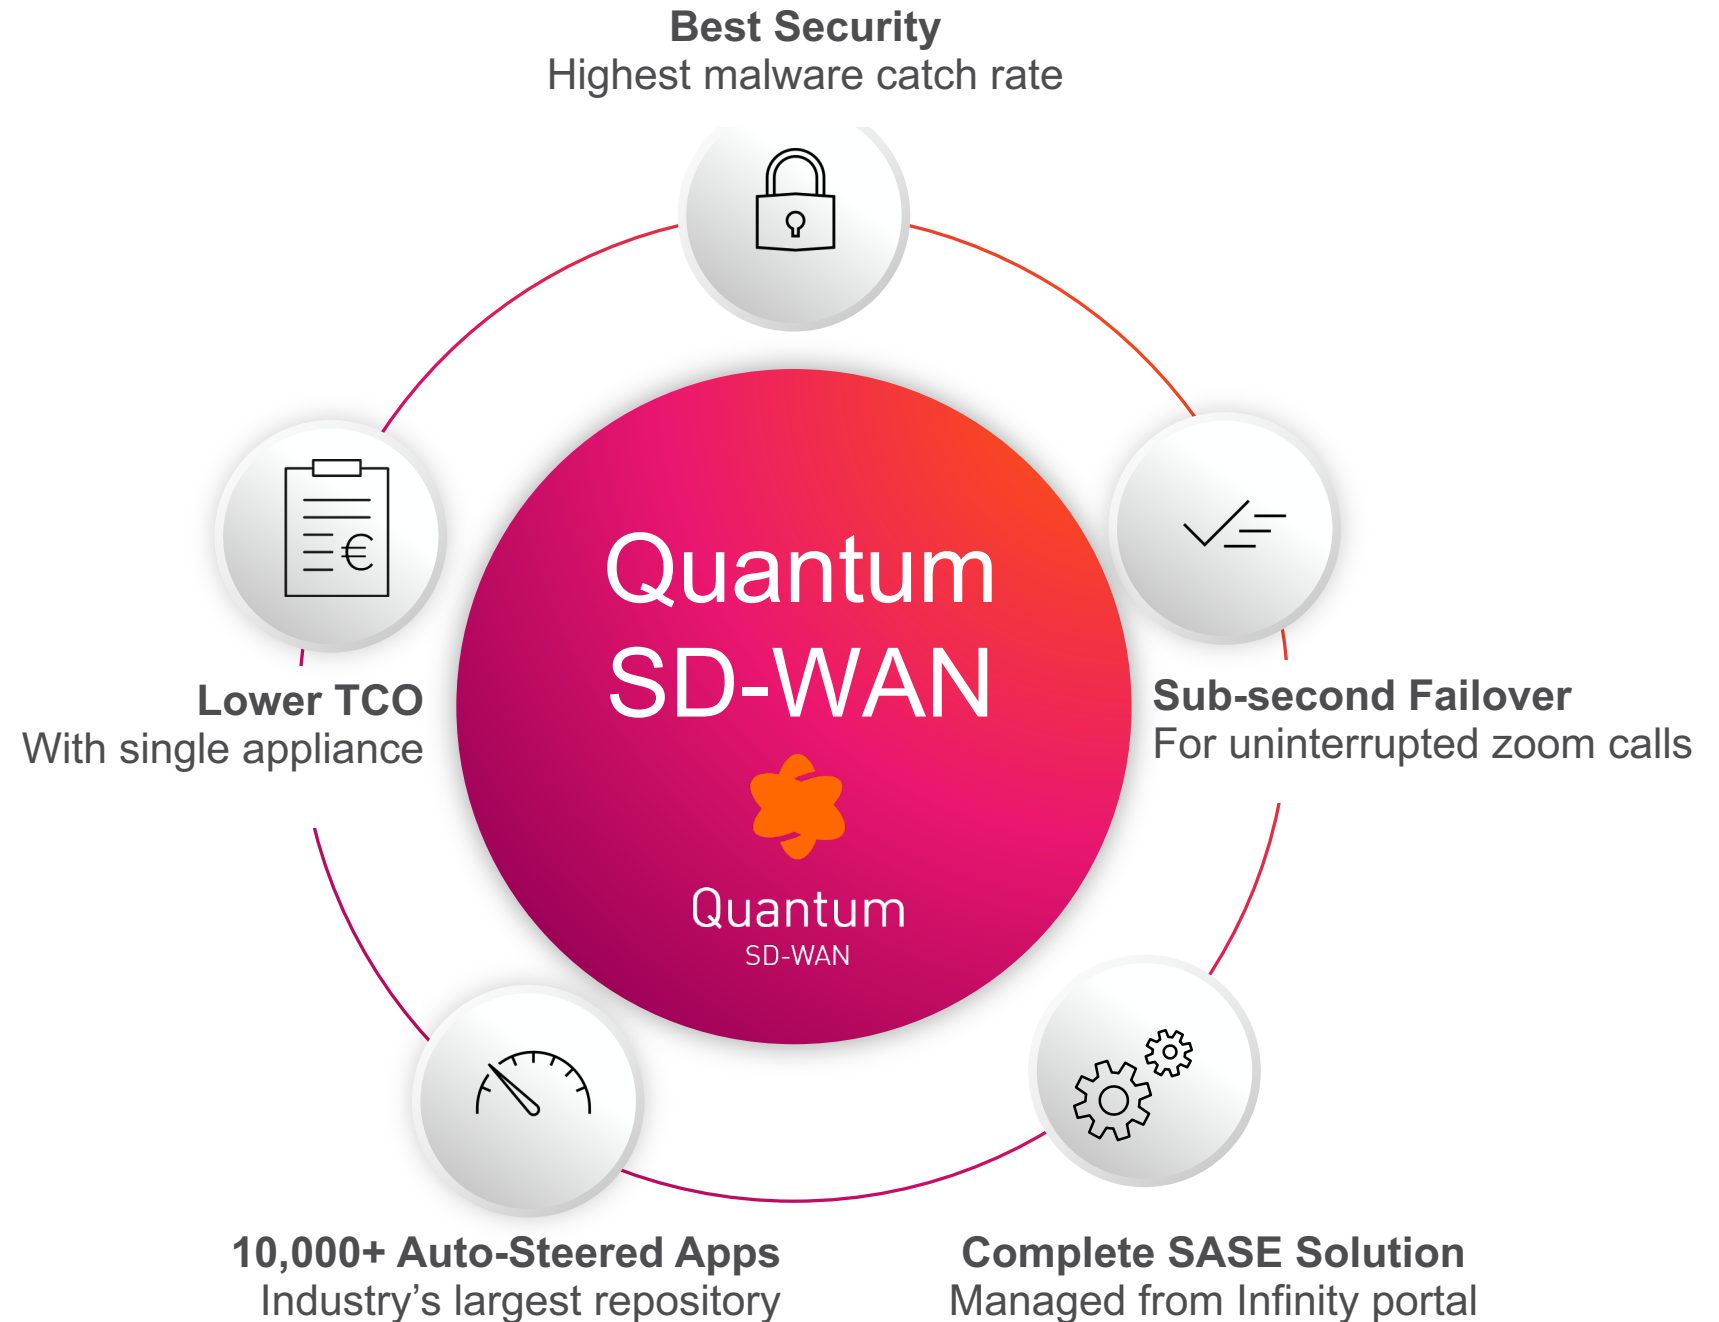 Best Security
Highest malware catch rate
€
Quantum
SD-WAN
Lower TCO
With single appliance
Sub-second Failover
For uninterrupted zoom calls
Quantum
SD-WAN
10,000+ Auto-Steered Apps
Industry’s largest repository
Complete SASE Solution
Managed from Infinity portal